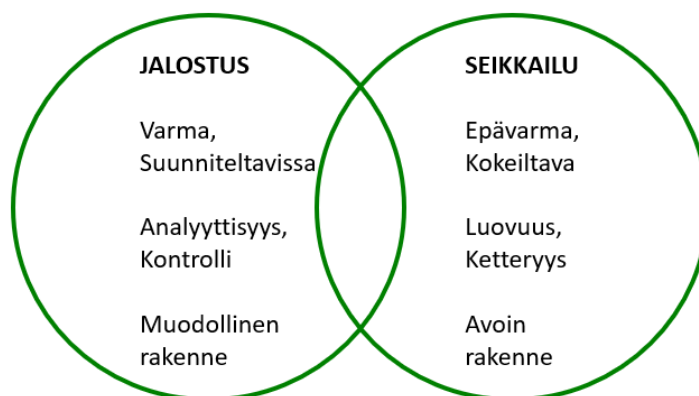 JALOSTUS
Varma,
Suunniteltavissa
Analyyttisyys,
Kontrolli
Muodollinen
rakenne
SEIKKAILU
Epävarma,
Kokeiltava
Luovuus,
Ketteryys
Avoin
rakenne